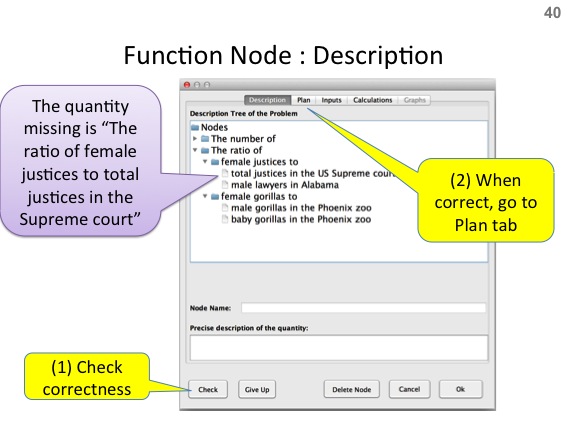 40
Function Node : Description
The quantity
missing is “The
ratio of female
justices to total
justices in the
Supreme court”
Description Plan Inputs Calculations Graphs
Description Tree of the Problem
Nodes
The number of
The ratio of
female justices to
total justices in the US Supreme cour
male lawyers in Alabama
female gorillas to
male gorillas in the Phoenix zoo
baby gorillas in the Phoenix zoo
(2) When
correct, go to
Plan tab
Node Name:
Precise description of the quantity:
(1) Check
correctness
Check Give Up Delete Node Cancel Ok